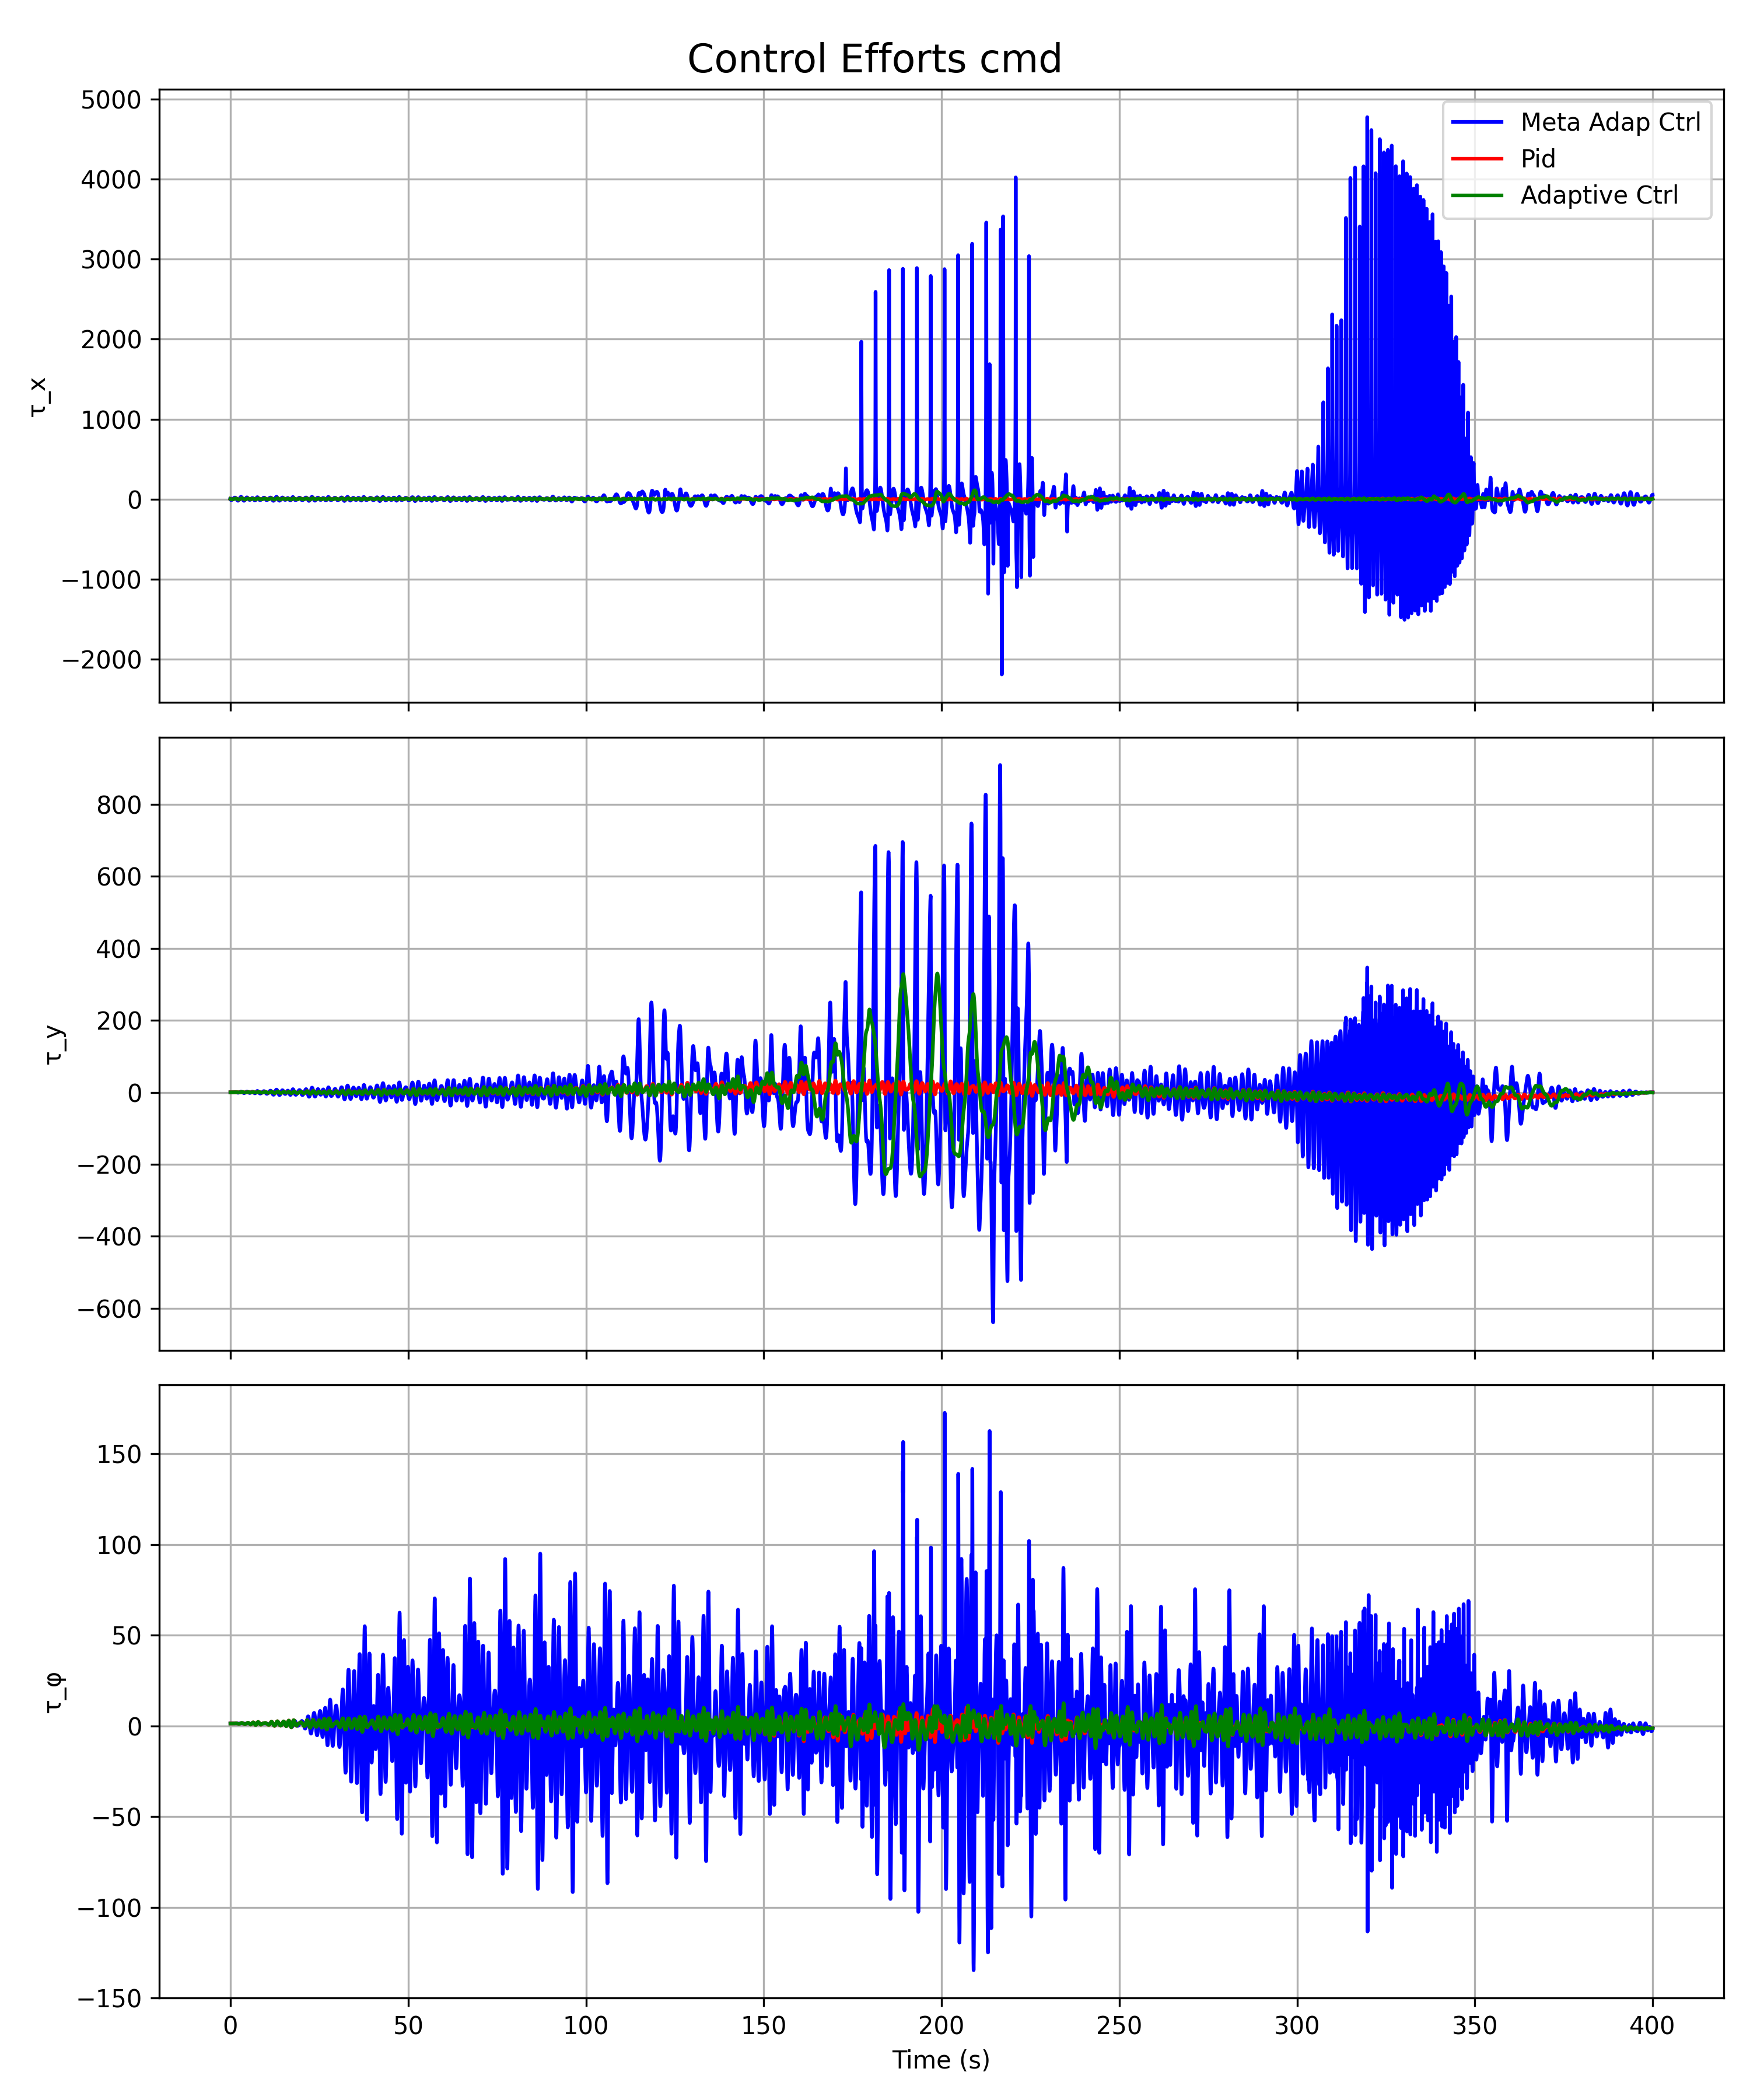 Control Efforts cmd
5000
4000
3000
2000
1000
0
−1000
−2000
τ_x
Meta Adap Ctrl
Pid
Adaptive Ctrl
800
600
400
200
0
−200
−400
−600
τ_y
150
100
50
0
−50
−100
−150
τ_φ
0 50 100 150 200 250 300 350 400
Time (s)